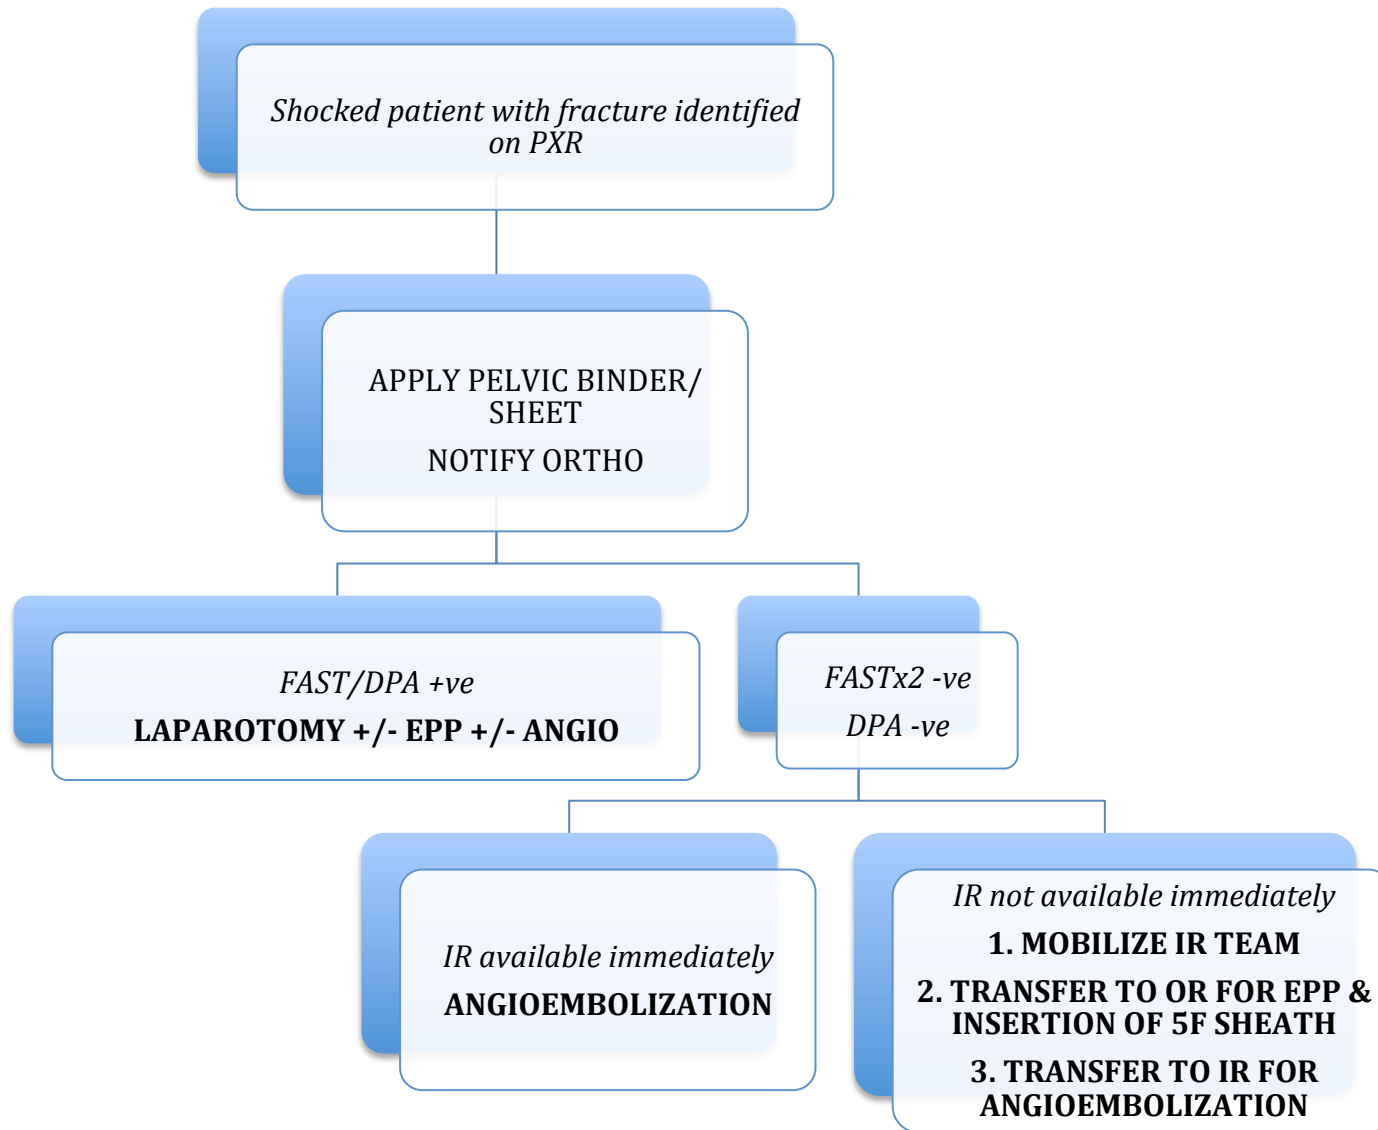 Shocked patient with fracture identified
on PXR
APPLY PELVIC BINDER/
SHEET
NOTIFY ORTHO
FAST/DPA +ve
LAPAROTOMY +/- EPP +/- ANGIO
FASTx2 -ve
DPA -ve
IR available immediately
ANGIOEMBOLIZATION
IR not available immediately
1. MOBILIZE IR TEAM
2. TRANSFER TO OR FOR EPP &
INSERTION OF 5F SHEATH
3. TRANSFER TO IR FOR
ANGIOEMBOLIZATION